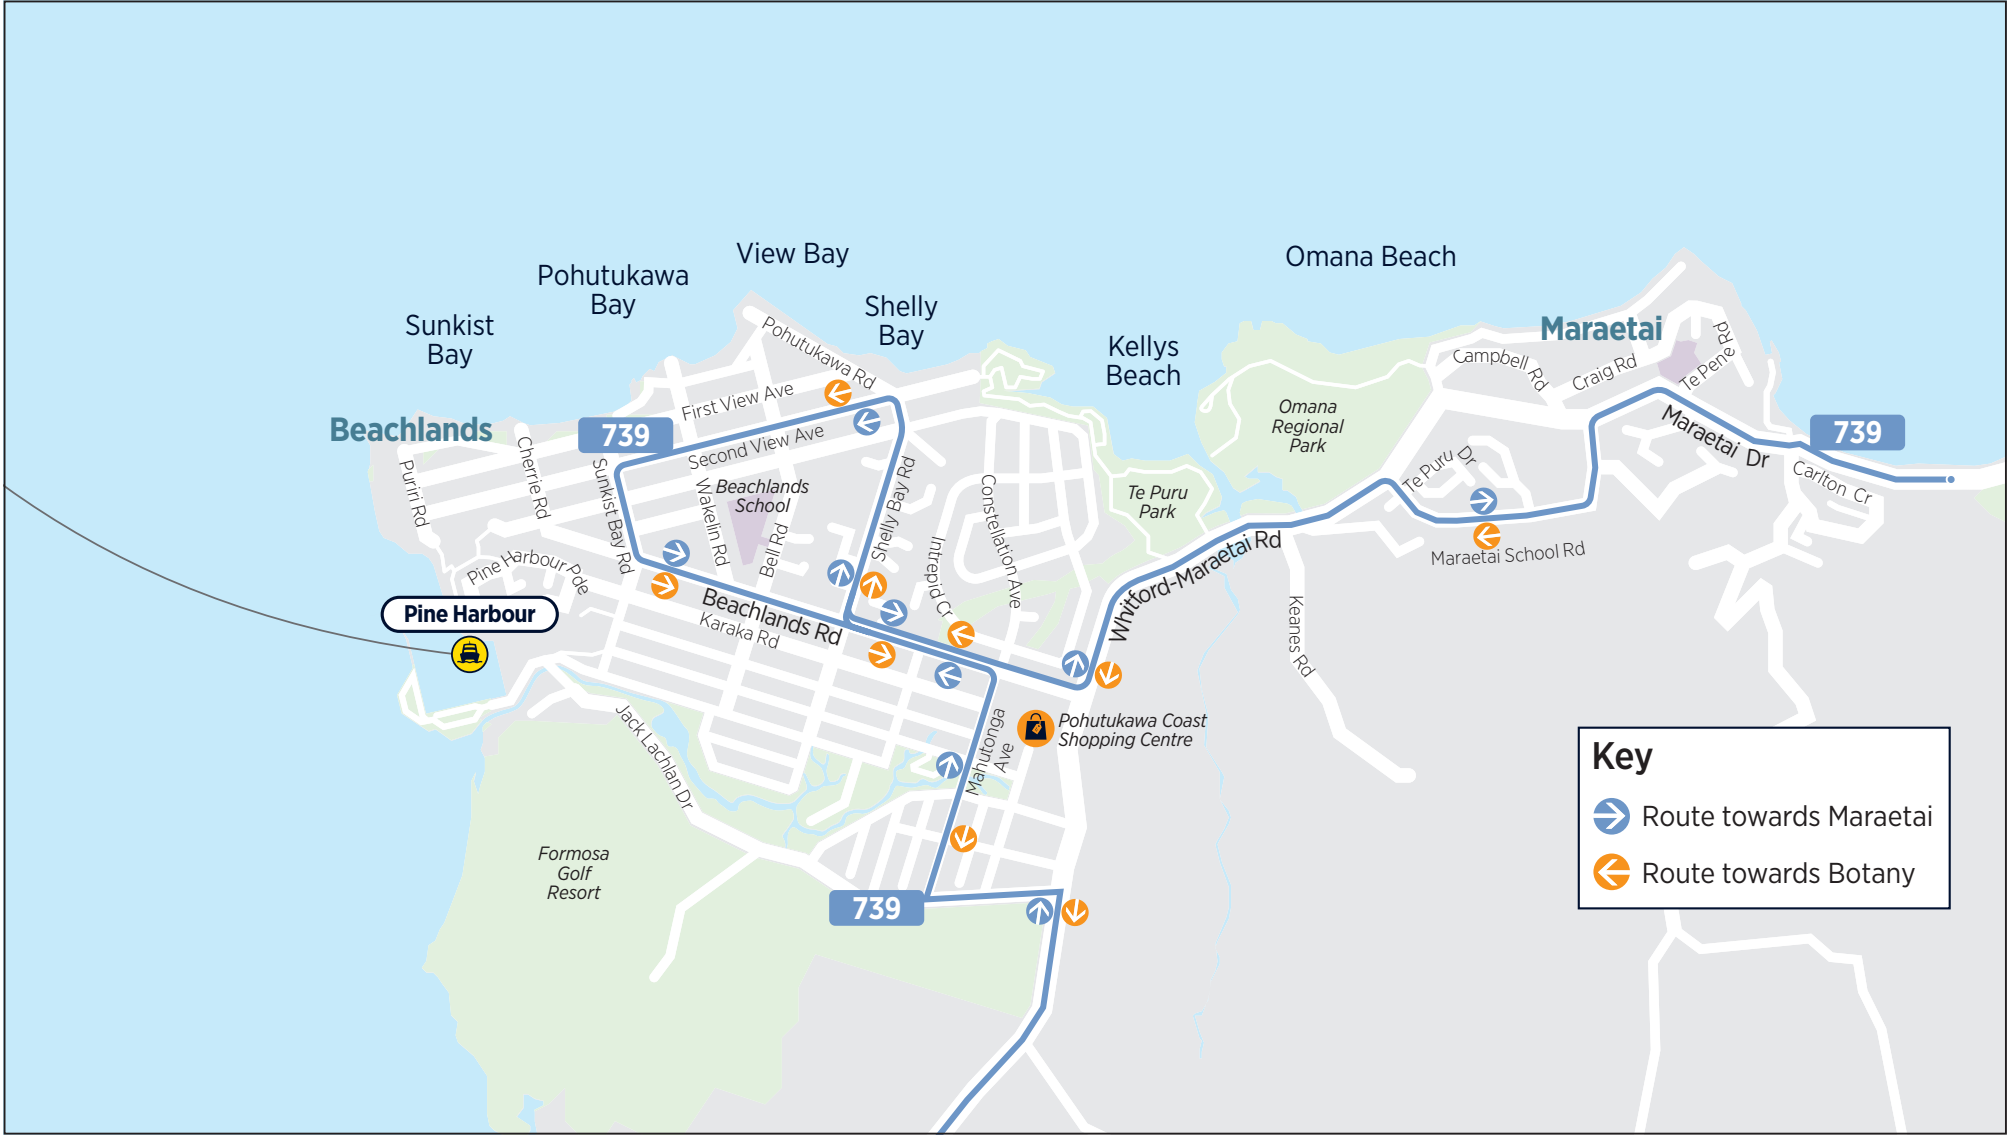 View Bay
Omana Beach
Pohutukawa
Bay
Shelly
Bay
Sunkist
Bay
Kellys
Beach
Maraetai
Beachlands
Pohutukawa Rd
First View Ave
Second View Ave
739
Campbell Rd
Craig Rd
Te Pene Rd
Omana
Regional
Park
Maraetai Dr
739
Carlton Cr
Puriri Rd
Cherrie Rd
Sunkist Bay Rd
Wakelin Rd
Beachlands
School
Bell Rd
Shelly Bay Rd
Intrepid Cr
Constellation Ave
Te Puru
Park
Te Puru Dr
Maraetai School Rd
Whitford-Maraetai Rd
Keanes Rd
Pine Harbour Pde
Pine Harbour
Beachlands Rd
Karaka Rd
Jack Lachlan Dr
Mahutonga
Ave
Pohutukawa Coast
Shopping Centre
Formosa
Golf
Resort
739
Key
Route towards Maraetai
Route towards Botany